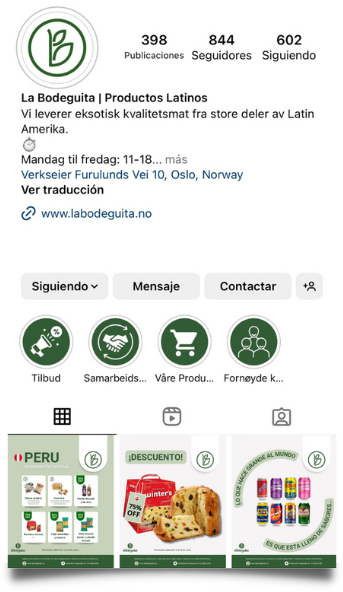 398 844 602
Publicaciones Seguidores Siguiendo
La Bodeguita | Productos Latinos
Vi leverer eksotisk kvalitetsmat fra store deler av Latin
Amerika.
Mandag til fredag: 11-18... más
Verkseier Furulunds Vei 10, Oslo, Norway
Ver traducción
www.labodeguita.no
Siguiendo Mensaje Contactar
Tilbud Samarbeids... Våre Produ... Fornøyde k...
PERU
¡DESCUENTO!
75%
OFF
LO QUE HACE GRANDE AL MUNDO
ES QUE ESTA LLENO DE SABORES.